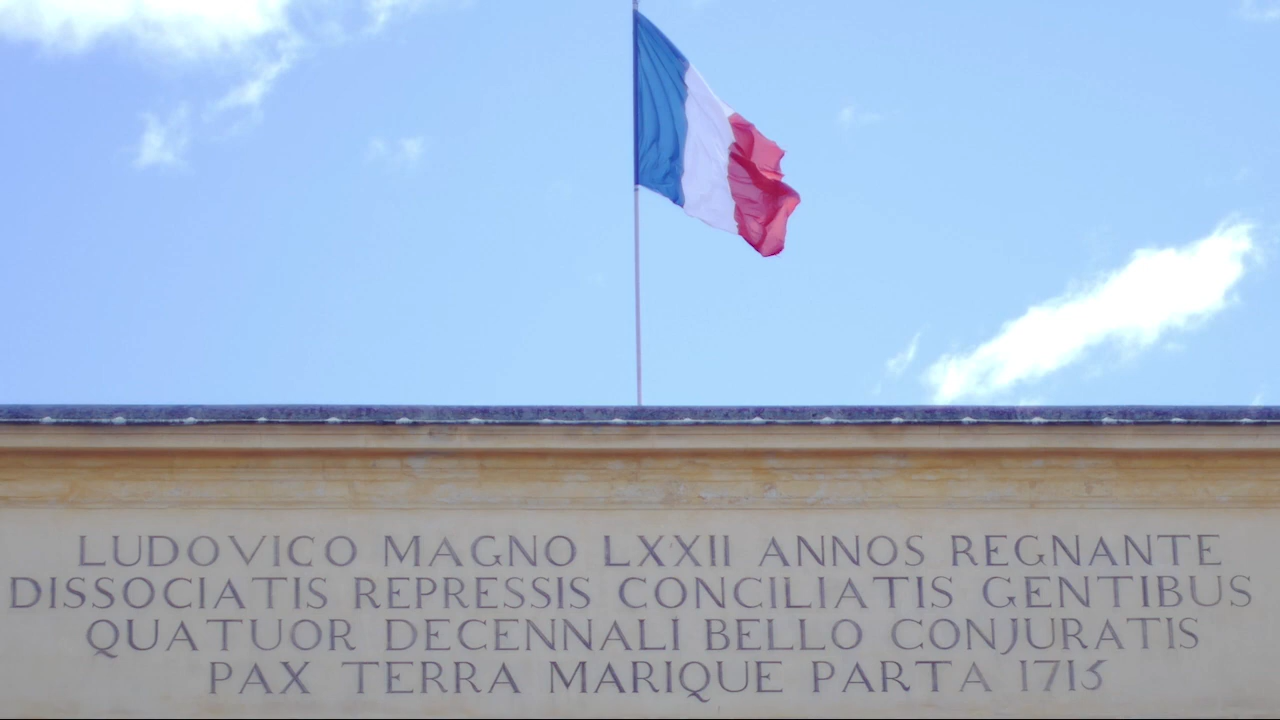 LUDOVICO MAGNO LXXII ANNOS REGNANTE
DISSOCIATIS REPRESSIS CONCILIATIS GENTIBUS
QUATUOR DECENNALI BELLO CONJURATIS
PAX TERRA MARIQUE PARTA 1715